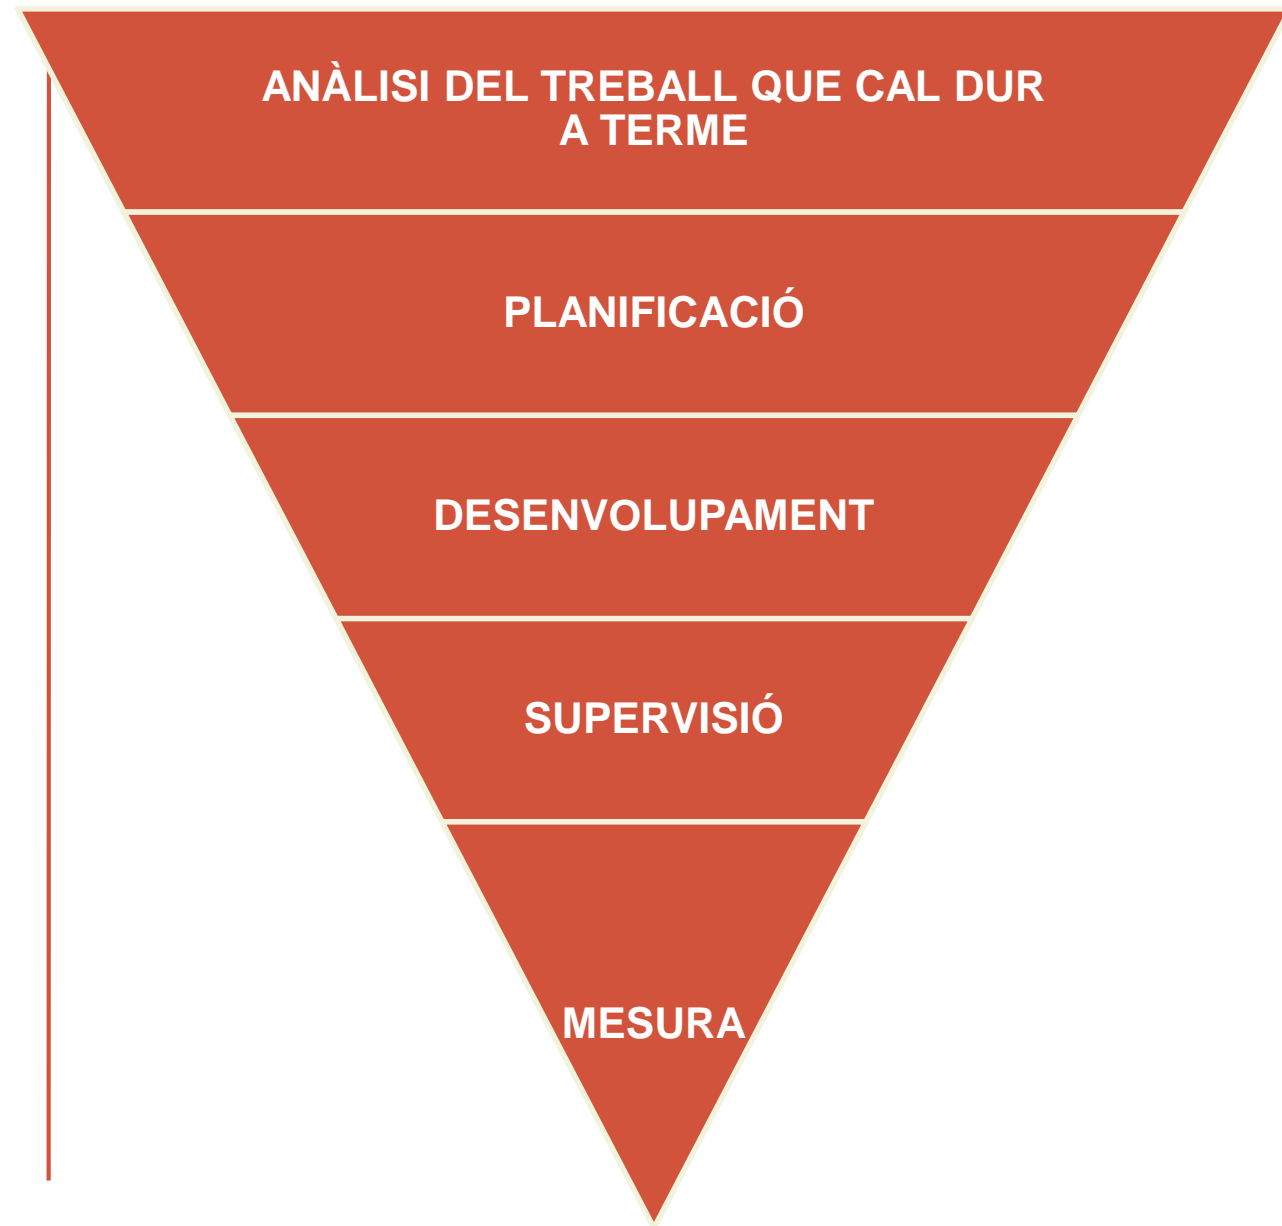 ANÀLISI DEL TREBALL QUE CAL DUR
A TERME
PLANIFICACIÓ
DESENVOLUPAMENT
SUPERVISIÓ
MESURA